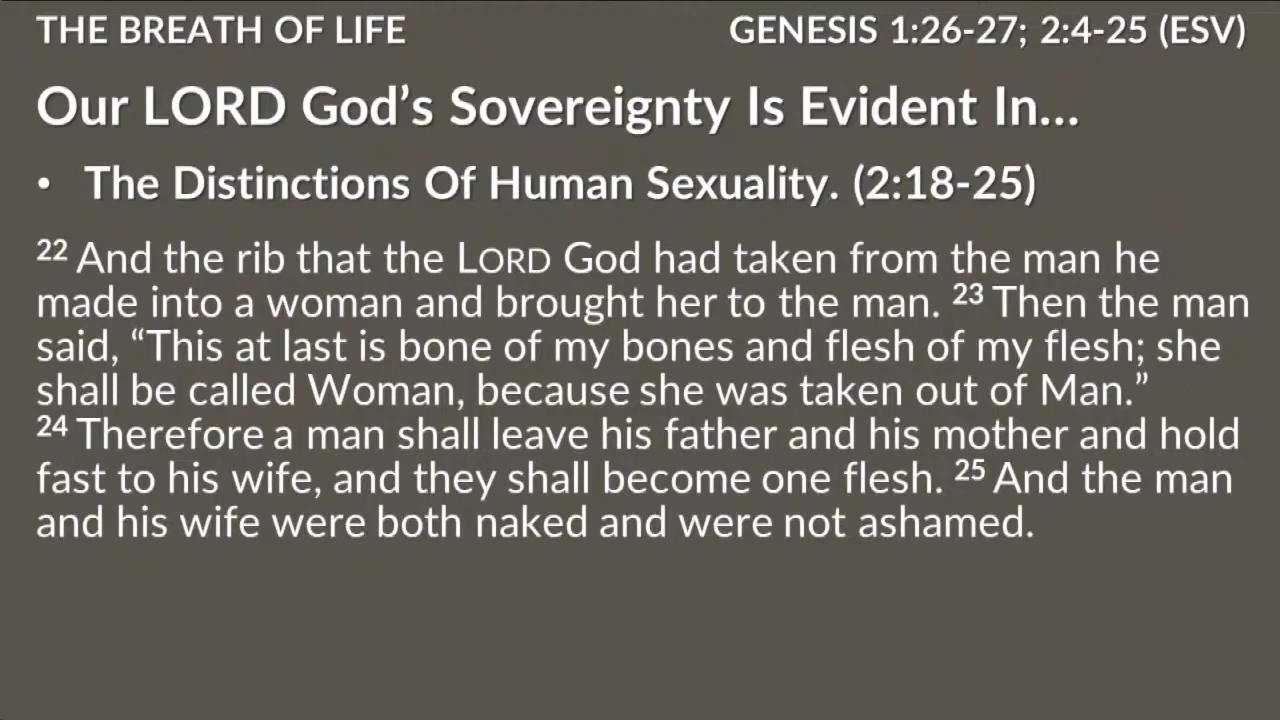 THE BREATH OF LIFE GENESIS 1:26-27; 2:4-25 (ESV)
Our LORD God’s Sovereignty Is Evident In...
• The Distinctions Of Human Sexuality. (2:18-25)
22 And the rib that the LORD God had taken from the man he
made into a woman and brought her to the man. 23 Then the man
said, “This at last is bone of my bones and flesh of my flesh; she
shall be called Woman, because she was taken out of Man.”
24 Therefore a man shall leave his father and his mother and hold
fast to his wife, and they shall become one flesh. 25 And the man
and his wife were both naked and were not ashamed.